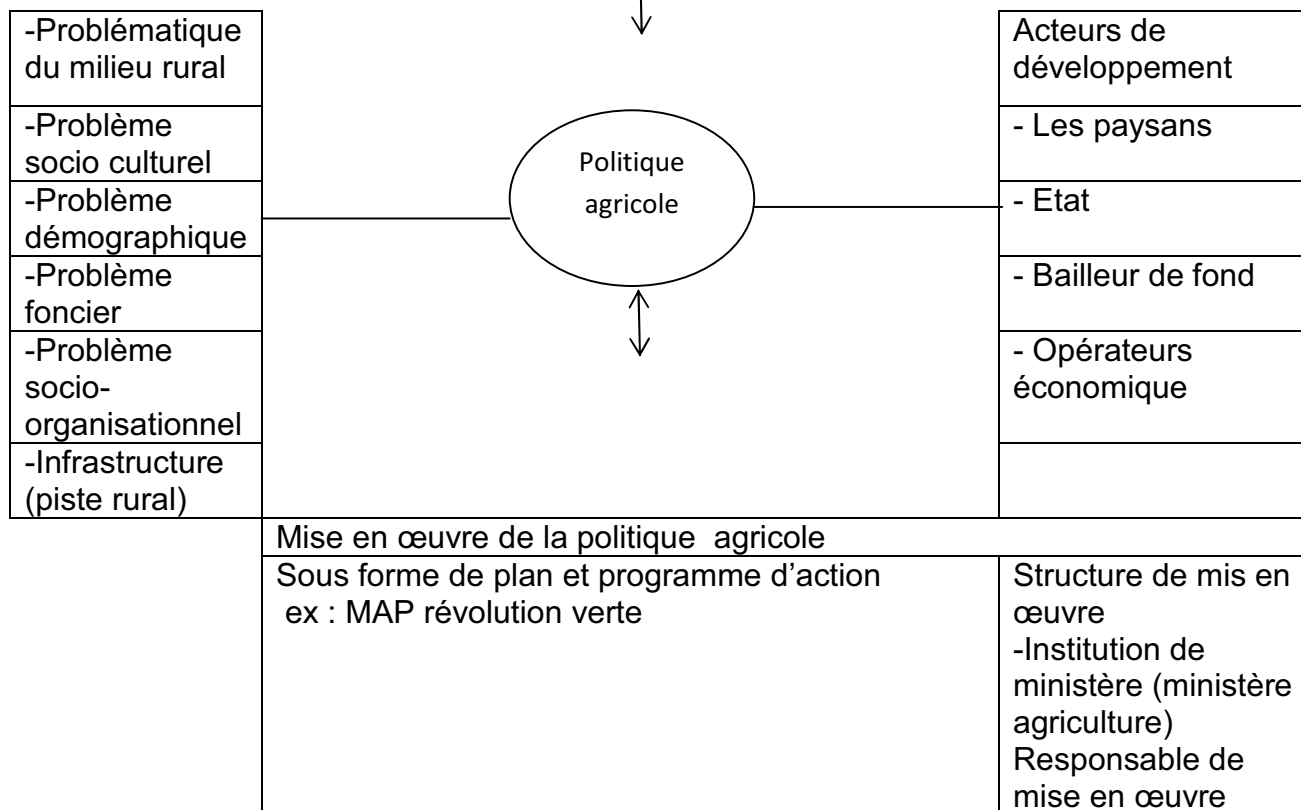 -Problématique
du milieu rural
-Problème
socio culturel
-Problème
démographique
-Problème
foncier
-Problème
socio-
organisationnel
-Infrastructure
(piste rural)
Politique
agricole
Acteurs de
développement
- Les paysans
- Etat
- Bailleur de fond
- Opérateurs
économique
Mise en œuvre de la politique agricole
Sous forme de plan et programme d’action
ex : MAP révolution verte
Structure de mis en
œuvre
-Institution de
ministère (ministère
agriculture)
Responsable de
mise en œuvre